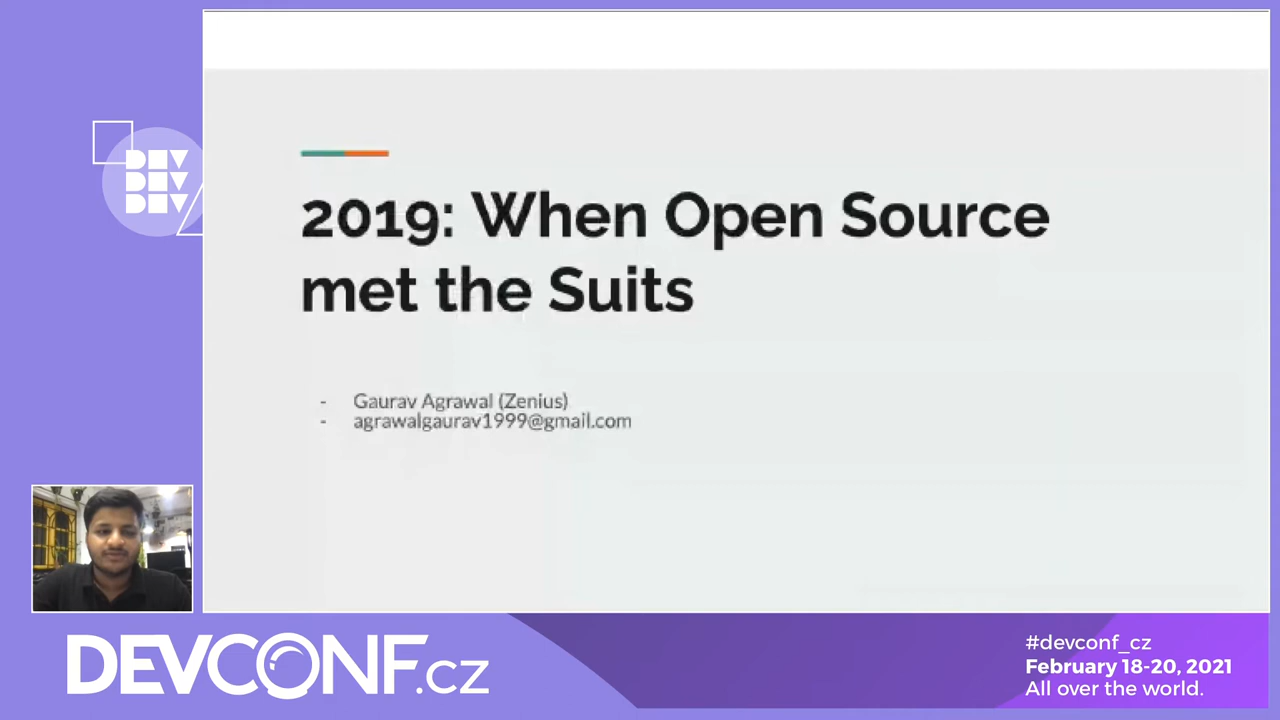 DEV
DEV
DEV
2019: When Open Source
met the Suits
- Gaurav Agrawal (Zenius)
- agrawalgaurav1999@gmail.com
DEVCONF.cz
#devconf_cz
February 18-20, 2021
All over the world.